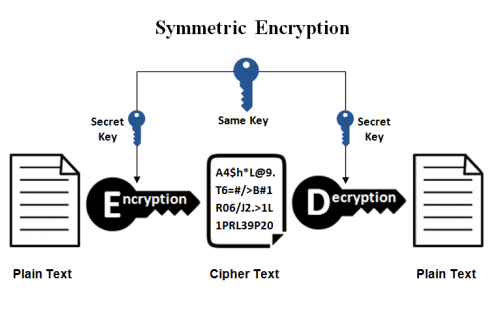 Symmetric Encryption
Secret
Key
Same Key
Secret
Key
Encryption
A4$h*L@9.
T6=#/>B#1
R06/J2.>1L
1PRL39P20
Decryption
Plain Text
Cipher Text
Plain Text